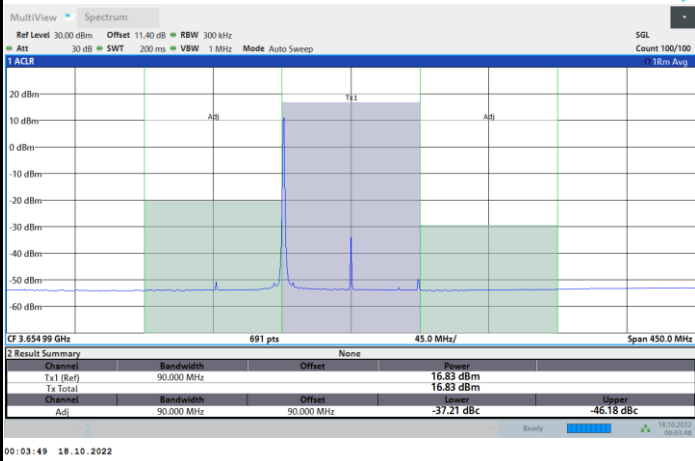 MultiView Spectrum
Ref Level 30.00 dBm Offset 11.40 dB RBW 300 kHz SGL
Att 30 dB SWT 200 ms VBW 1 MHz Mode Auto Sweep Count 100/100
1 ACLR 1Rm Avg
20 dBm
Tx1
10 dBm Adj Adj
0 dBm
-10 dBm
-20 dBm
-30 dBm
-40 dBm
-50 dBm
-60 dBm
CF 3.654 99 GHz 691 pts 45.0 MHz/ Span 450.0 MHz
2 Result Summary None
Channel Bandwidth Offset Power
Tx1 (Ref) 90.000 MHz 16.83 dBm
Tx Total 16.83 dBm
Channel Bandwidth Offset Lower Upper
Adj 90.000 MHz 90.000 MHz -37.21 dBc -46.18 dBc
Ready 18.10.2022
00:03:48
00:03:49 18.10.2022